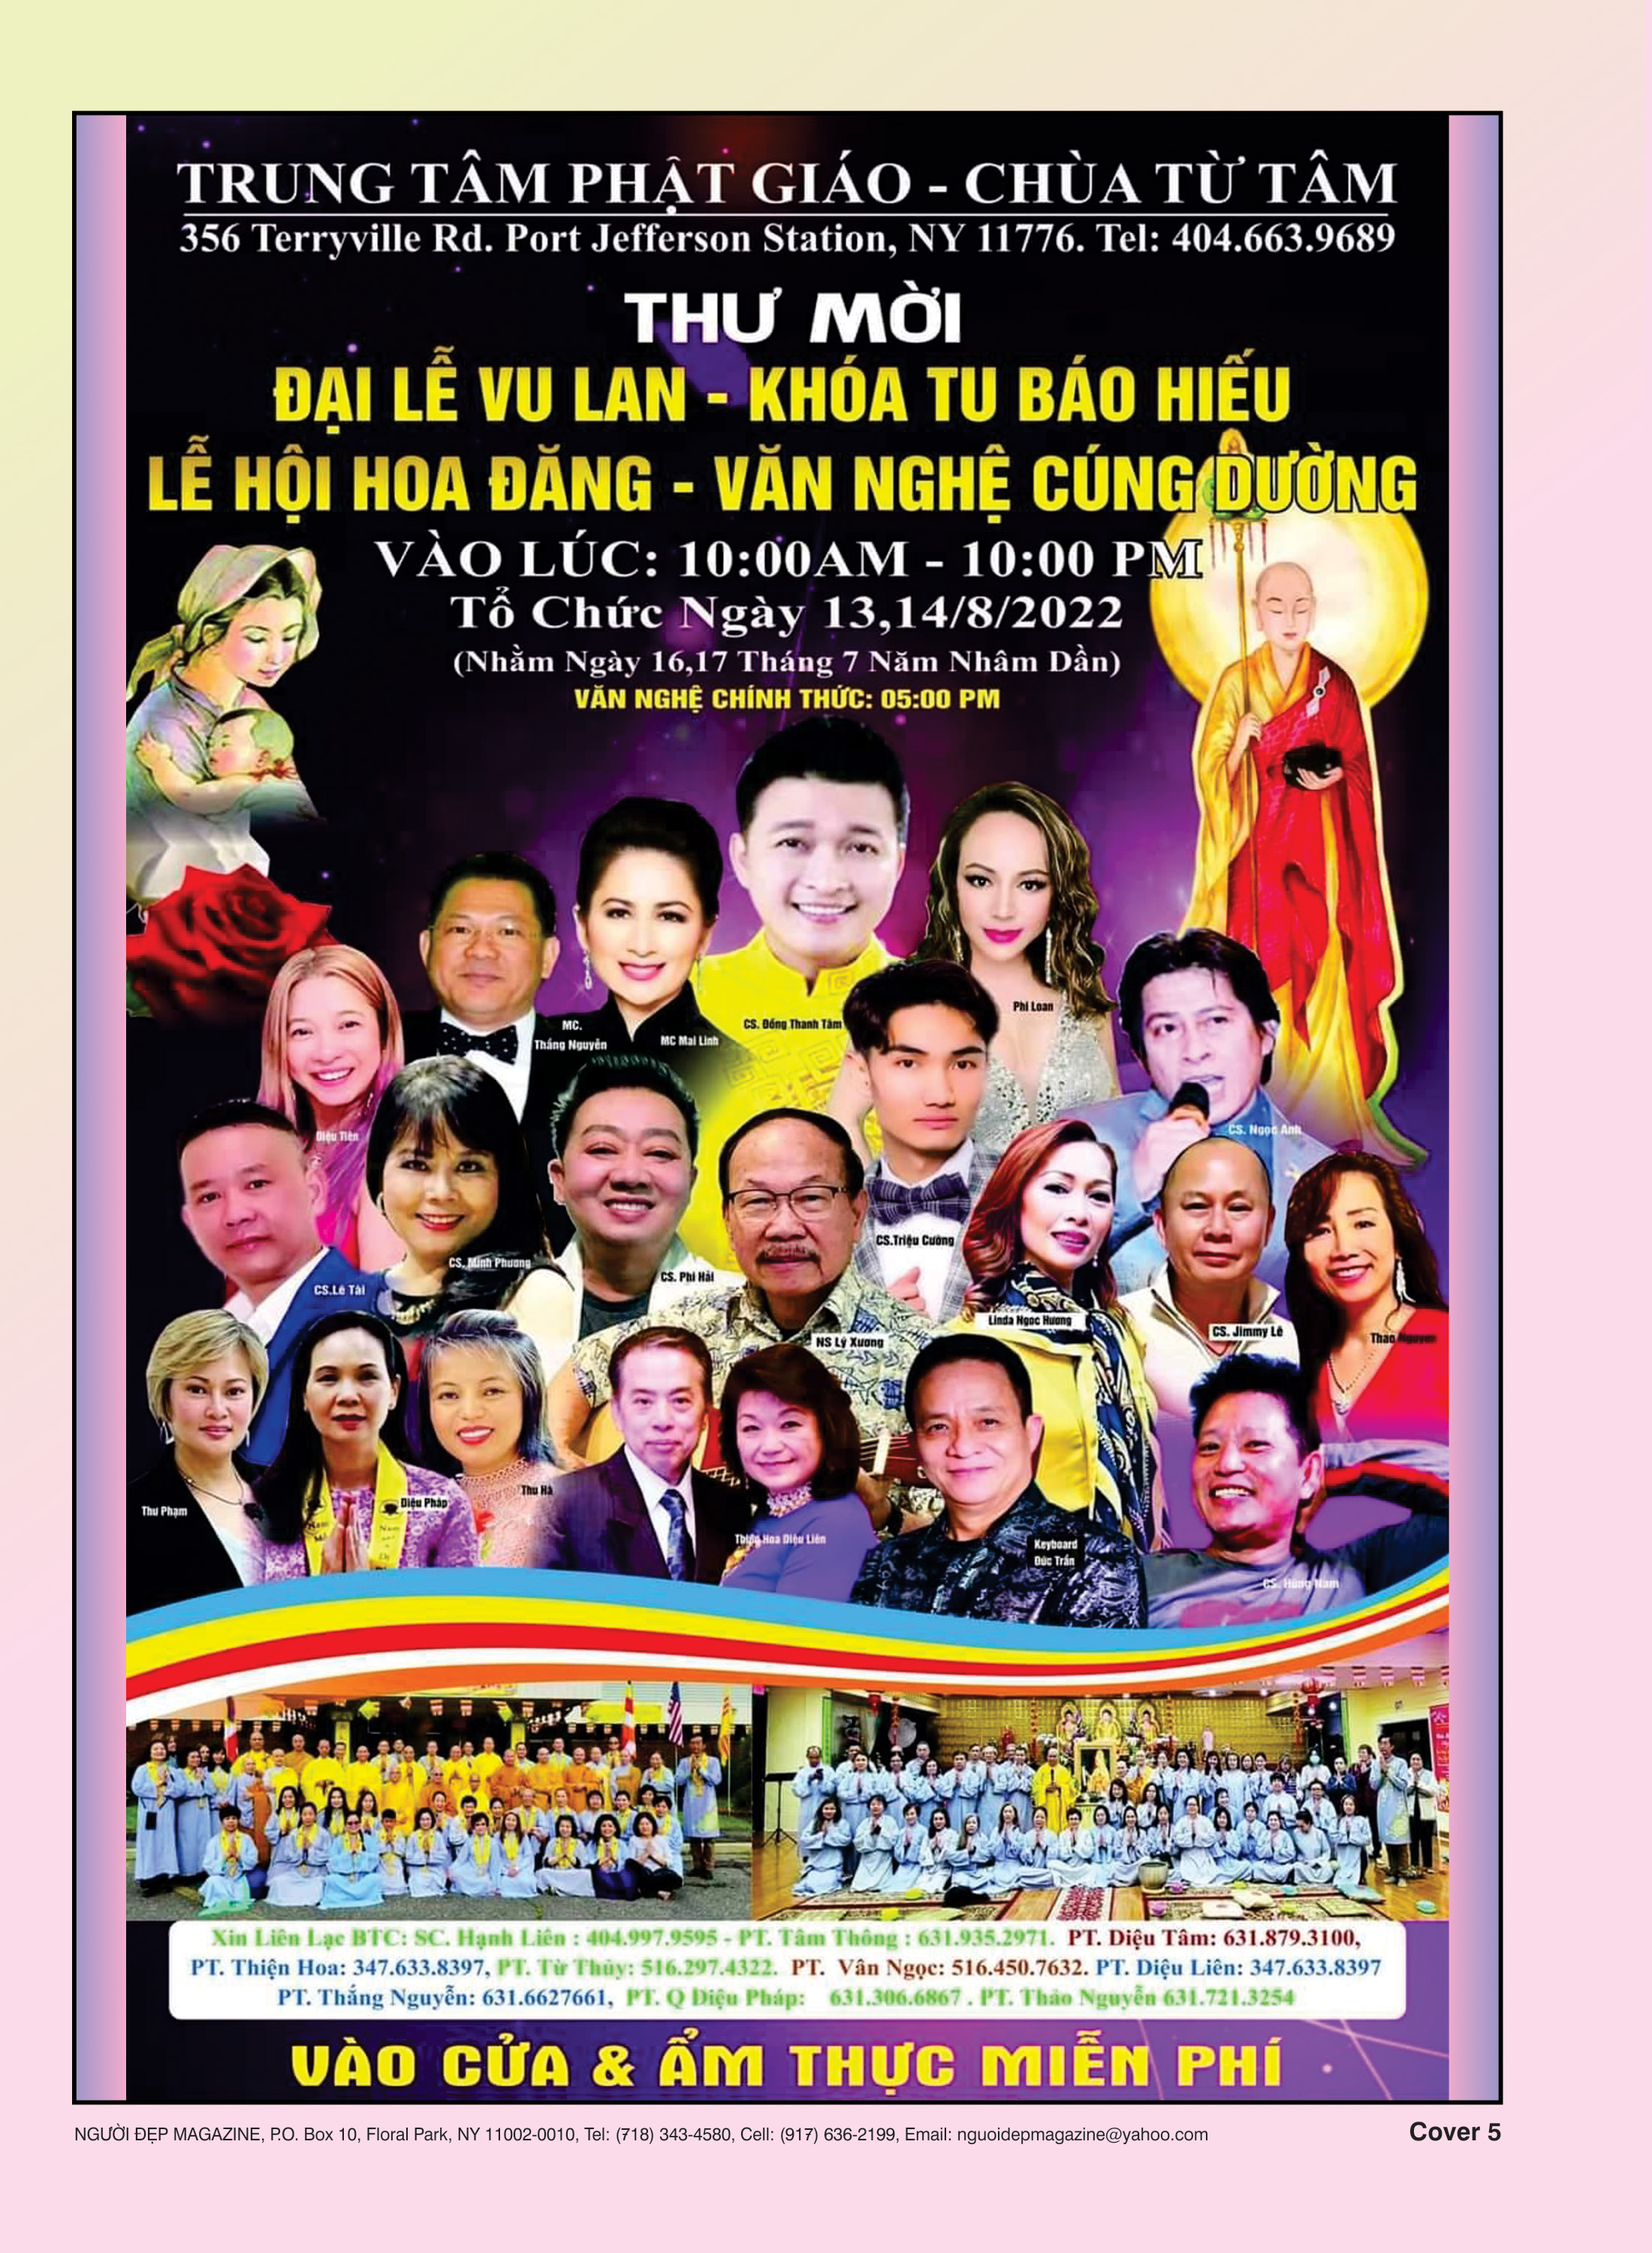 TRUNG TÂM PHẬT GIÁO - CHÙA TỪ TÂM
356 Terryville Rd. Port Jefferson Station, NY 11776. Tel: 404.663.9689
THƯ MỜI
ĐẠI LỄ VU LAN - KHÓA TU BÁO HIẾU
LỄ HỘI HOA ĐĂNG - VĂN NGHỆ CÚNG DƯỜNG
VÀO LÚC: 10:00AM - 10:00 PM
Tổ Chức Ngày 13,14/8/2022
(Nhằm Ngày 16,17 Tháng 7 Năm Nhâm Dần)
VĂN NGHỆ CHÍNH THỨC: 05:00 PM
MC.
Thắng Nguyễn
MC Mai Linh
CS. Đồng Thanh Tâm
Phi Loan
Diệu Tiên
CS. Ngọc Anh
CS.Lê Tài
CS. Minh Phương
CS. Phi Hải
CS.Triệu Cường
NS Lý Xương
Linda Ngọc Hương
CS. Jimmy Lê
Thao Nguyen
Thu Phạm
Diệu Pháp
Thu Hà
Thiện Hoa Diệu Liên
Keyboard
Đức Trần
CS. Hùng Nam
Xin Liên Lạc BTC: SC. Hạnh Liên : 404.997.9595 - PT. Tâm Thông : 631.935.2971. PT. Diệu Tâm: 631.879.3100,
PT. Thiện Hoa: 347.633.8397, PT. Từ Thủy: 516.297.4322. PT. Vân Ngọc: 516.450.7632. PT. Diệu Liên: 347.633.8397
PT. Thắng Nguyễn: 631.6627661, PT. Q Diệu Pháp: 631.306.6867 . PT. Thảo Nguyễn 631.721.3254
VÀO CỬA & ẨM THỰC MIỄN PHÍ
NGƯỜI ĐẸP MAGAZINE, P.O. Box 10, Floral Park, NY 11002-0010, Tel: (718) 343-4580, Cell: (917) 636-2199, Email: nguoidepmagazine@yahoo.com
Cover 5